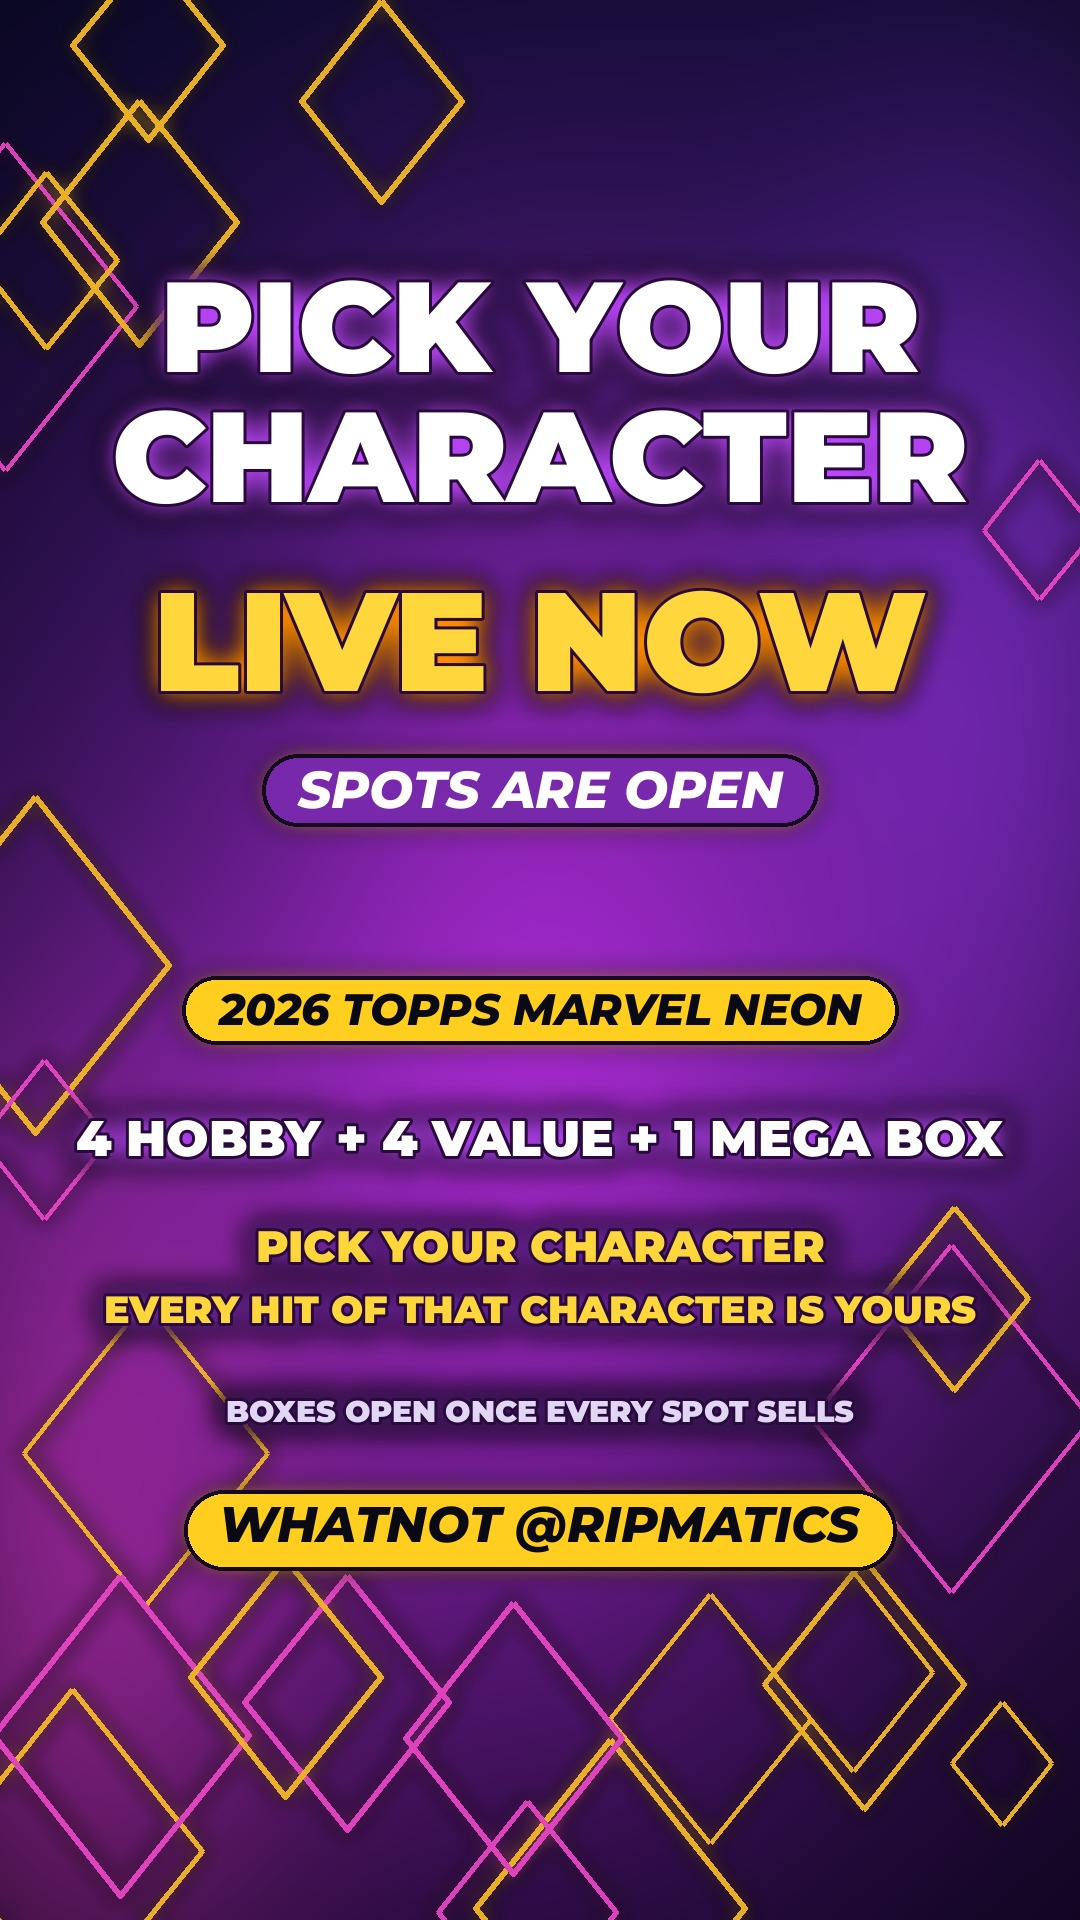 PICK YOUR
CHARACTER
LIVE NOW
SPOTS ARE OPEN
2026 TOPPS MARVEL NEON
4 HOBBY + 4 VALUE + 1 MEGA BOX
PICK YOUR CHARACTER
EVERY HIT OF THAT CHARACTER IS YOURS
BOXES OPEN ONCE EVERY SPOT SELLS
WHATNOT @RIPMATICS